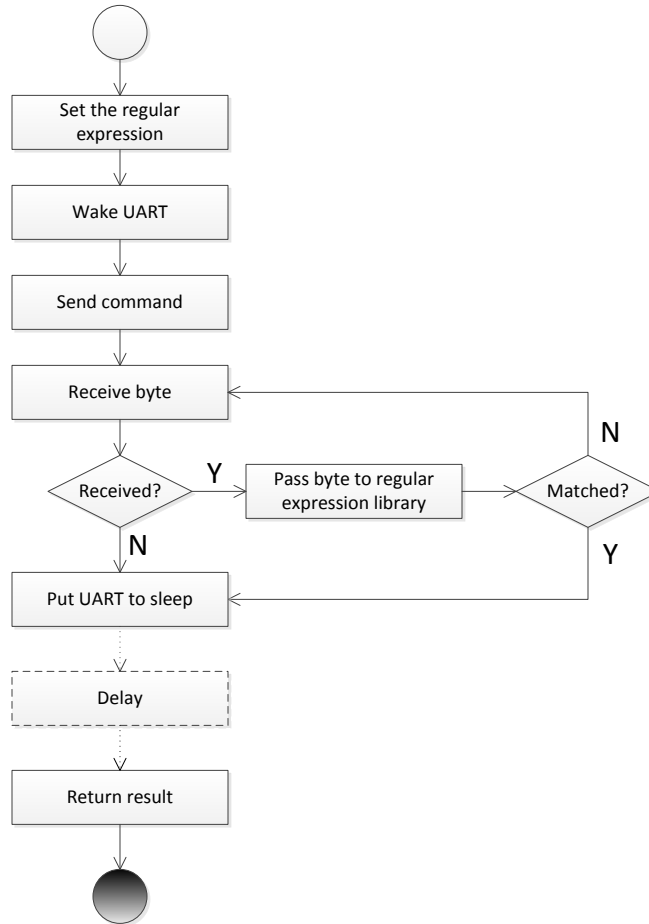 Set the regular
expression
Wake UART
Send command
Receive byte
N
Received?
Y
Pass byte to regular
expression library
Matched?
N
Y
Put UART to sleep
Delay
Return result